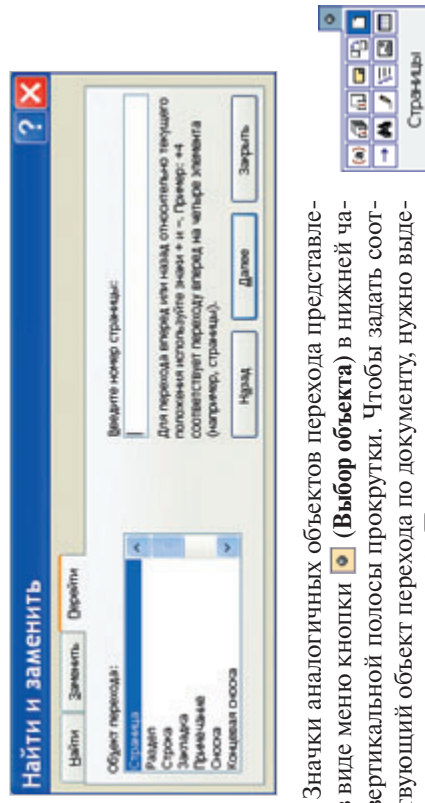 Найти и заменить
Найти Заменить Перейти
Объект перехода:
Страница
Раздел
Строка
Закладка
Примечание
Сноска
Концевая сноска
Введите номер страницы:
Для перехода вперед или назад относительно текущего
положения используйте знаки + и –. Пример: +4
соответствует переходу вперед на четыре элемента
(например, страницы).
Назад Далее Закрыть
Значки аналогичных объектов перехода представле-
в виде меню кнопки (Выбор объекта) в нижней ча-
вертикальной полосы прокрутки. Чтобы задать соот-
твующий объект перехода по документу, нужно выде-
{a}
Страницы